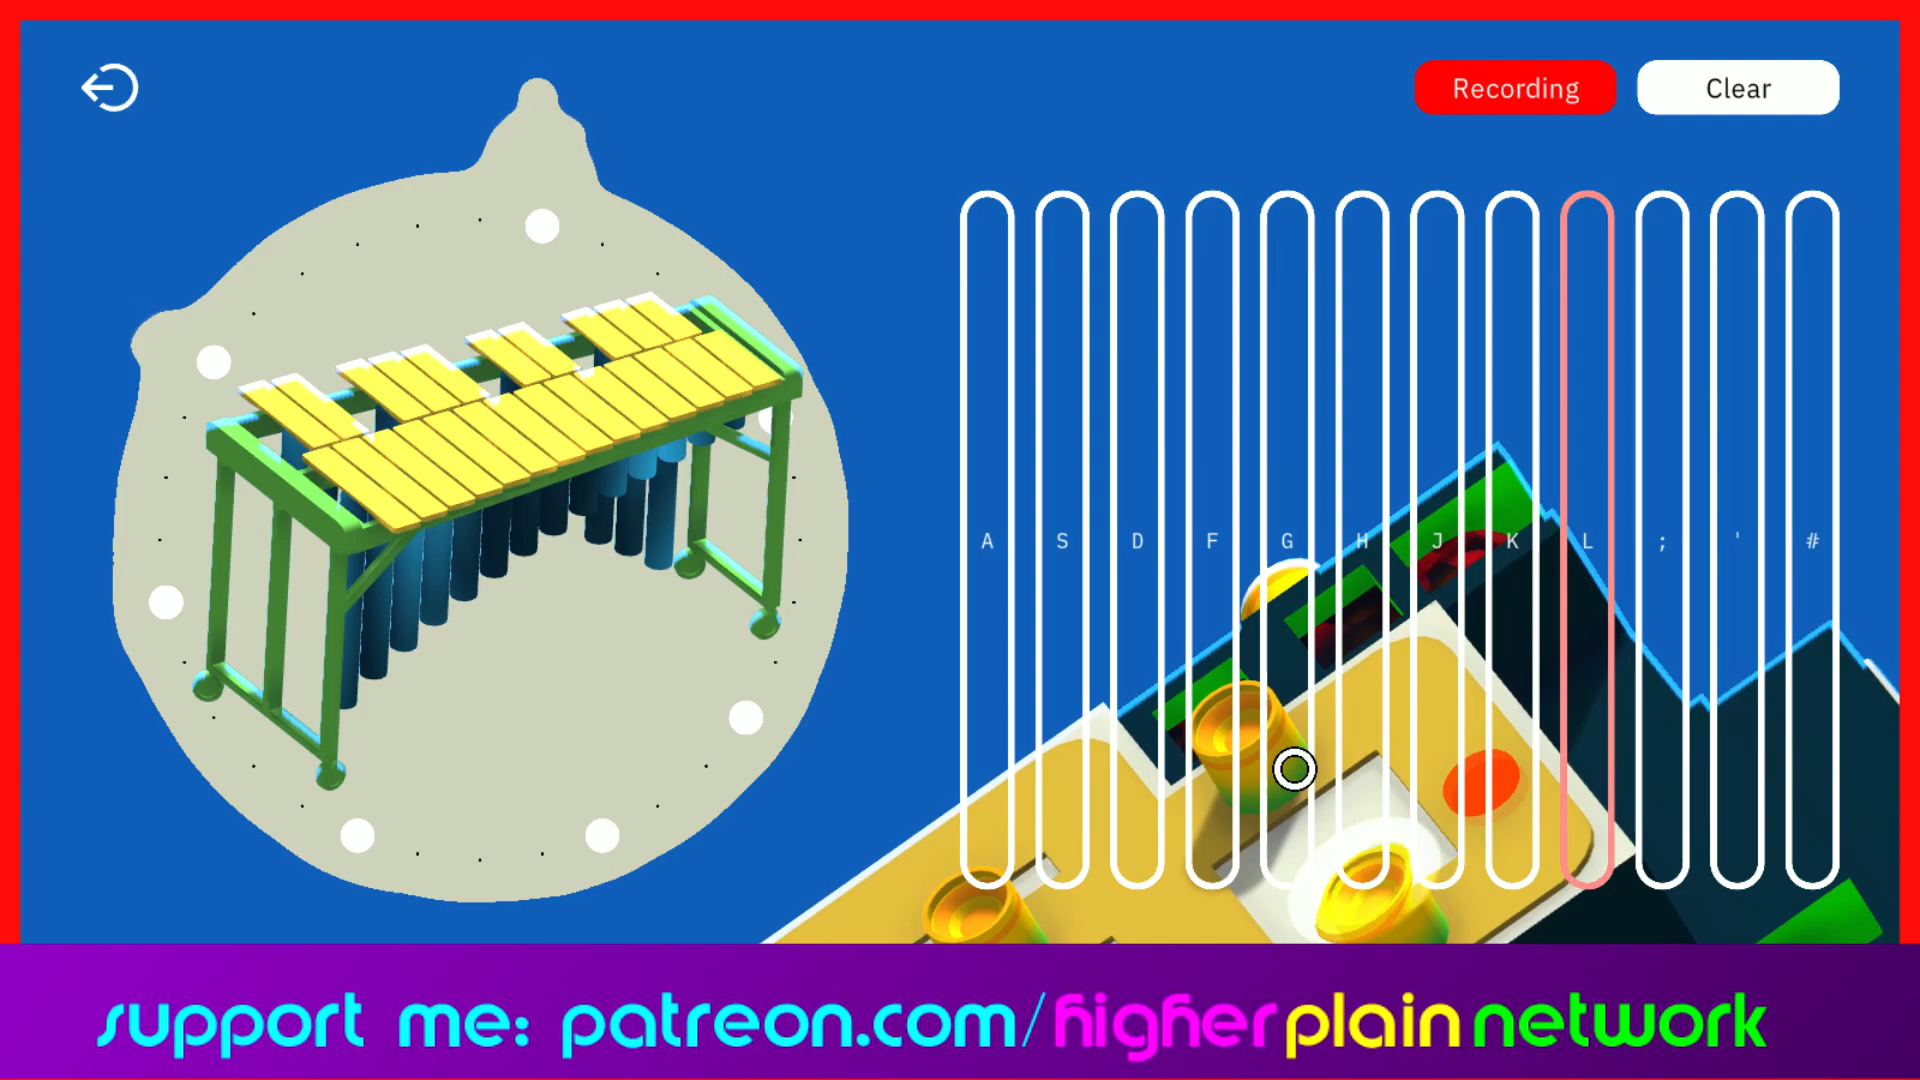 Recording Clear
A S D F G H J K L ; ' #
support me: patreon.com/higherplainnetwork